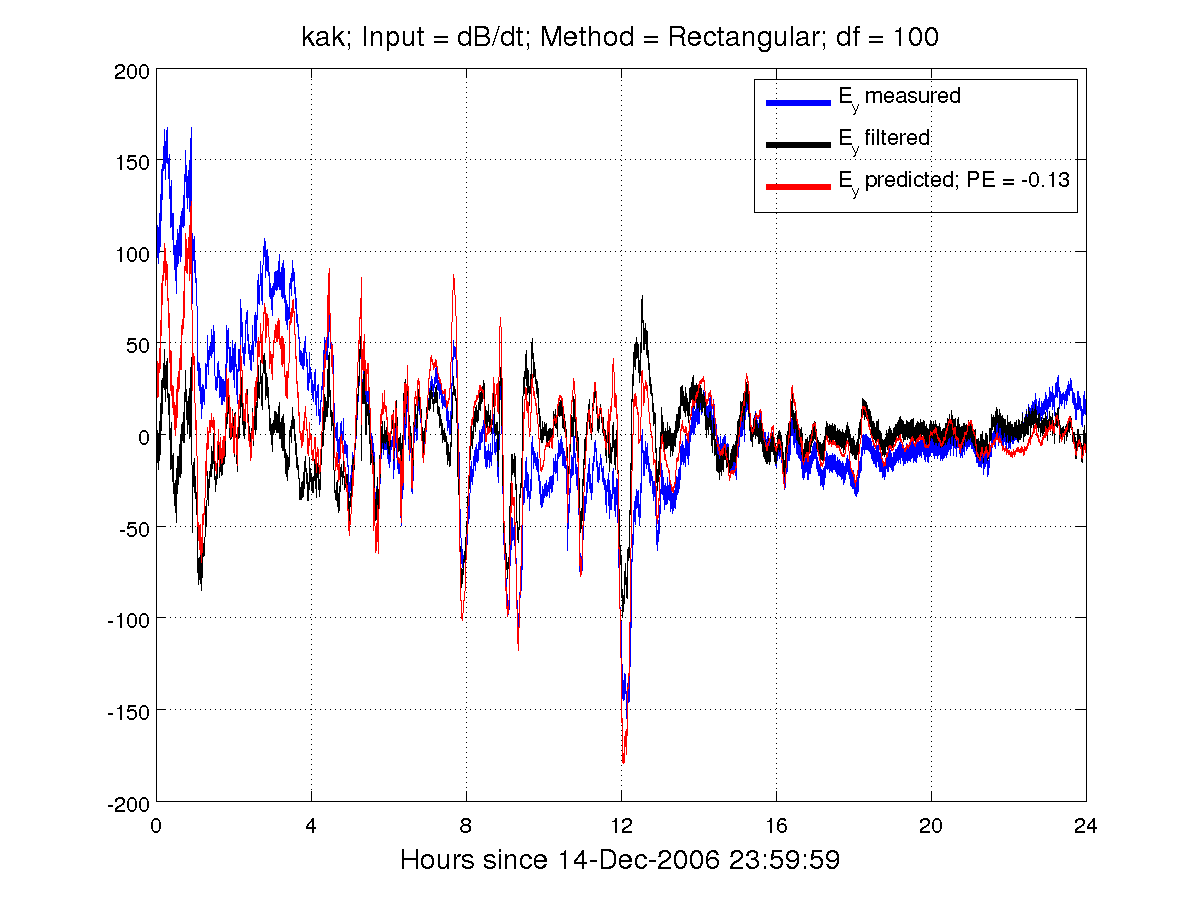 kak; Input = dB/dt; Method = Rectangular; df = 100
E_y measured
E_y filtered
E_y predicted; PE = -0.13
200
150
100
50
0
-50
-100
-150
-200
0 4 8 12 16 20 24
Hours since 14-Dec-2006 23:59:59